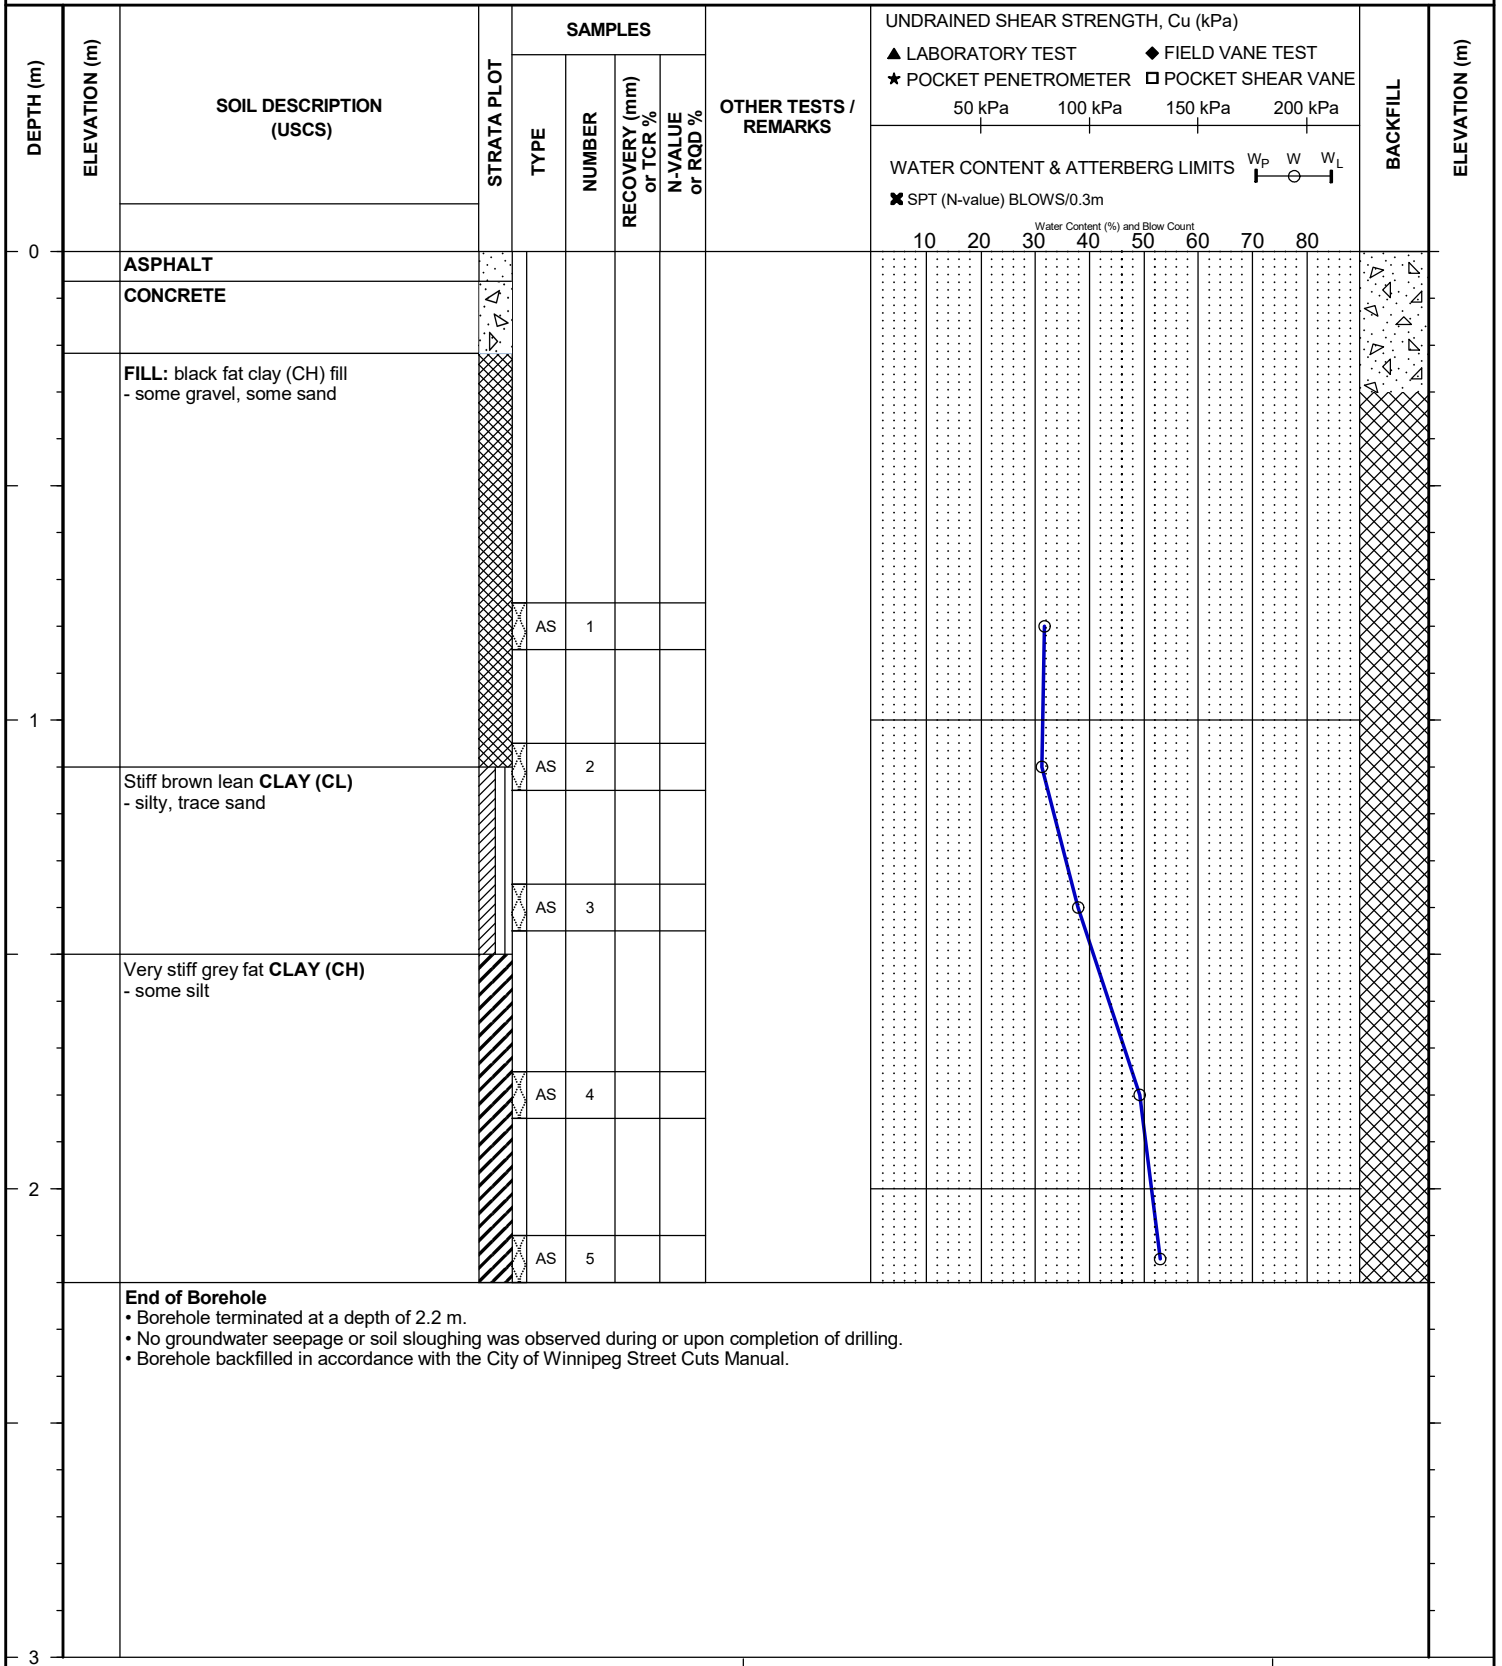 DEPTH (m)
ELEVATION (m)
SOIL DESCRIPTION
(USCS)
STRATA PLOT
SAMPLES
TYPE
NUMBER
RECOVERY (mm)
or TCR %
N-VALUE
or RQD %
OTHER TESTS /
REMARKS
UNDRAINED SHEAR STRENGTH, Cu (kPa)
▲ LABORATORY TEST ◆ FIELD VANE TEST
★ POCKET PENETROMETER □ POCKET SHEAR VANE
50 kPa 100 kPa 150 kPa 200 kPa
WATER CONTENT & ATTERBERG LIMITS WP W WL
✖ SPT (N-value) BLOWS/0.3m
Water Content (%) and Blow Count
10 20 30 40 50 60 70 80
BACKFILL
ELEVATION (m)
0
ASPHALT
CONCRETE
FILL: black fat clay (CH) fill
- some gravel, some sand
AS 1
1
AS 2
Stiff brown lean CLAY (CL)
- silty, trace sand
AS 3
Very stiff grey fat CLAY (CH)
- some silt
AS 4
2
AS 5
End of Borehole
• Borehole terminated at a depth of 2.2 m.
• No groundwater seepage or soil sloughing was observed during or upon completion of drilling.
• Borehole backfilled in accordance with the City of Winnipeg Street Cuts Manual.
3